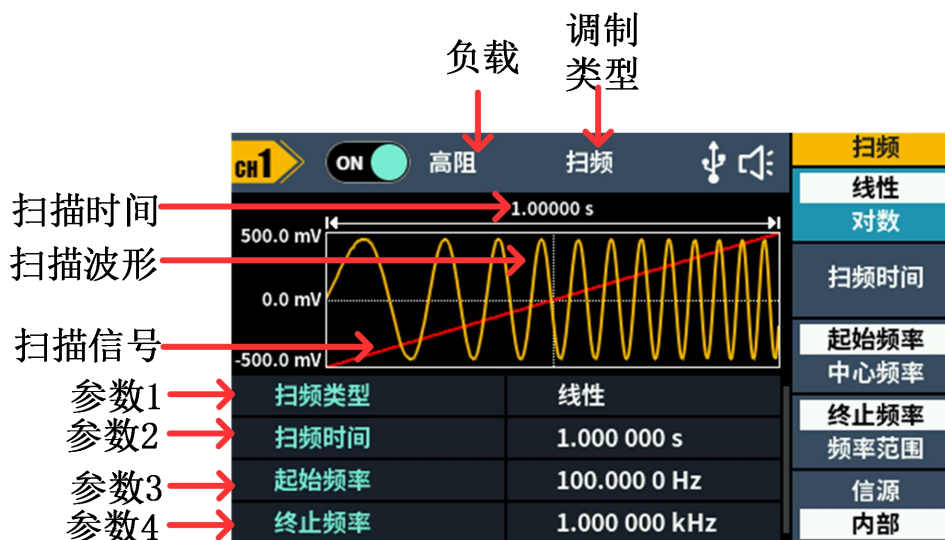 调制
类型
负载
CH1
ON
高阻
扫频
扫频
扫描时间
1.00000 s
线性
对数
500.0 mV
扫描波形
扫频时间
0.0 mV
扫描信号
-500.0 mV
起始频率
中心频率
参数1
扫频类型
线性
终止频率
频率范围
参数2
扫频时间
1.000 000 s
参数3
起始频率
100.000 0 Hz
信源
内部
参数4
终止频率
1.000 000 kHz